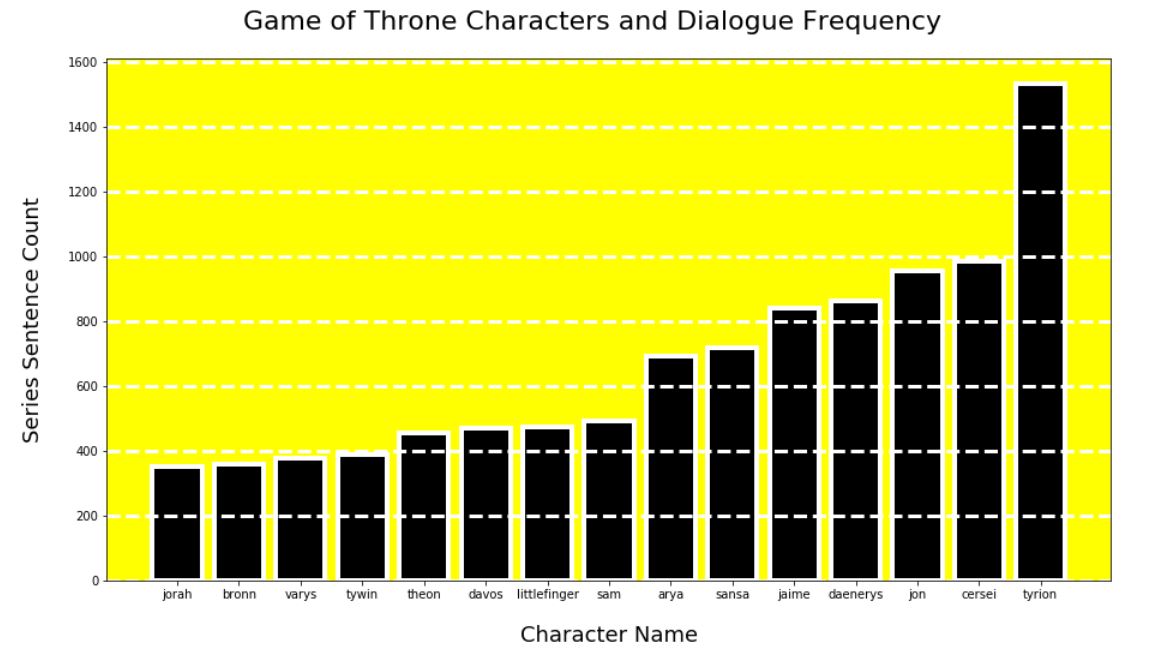 Game of Throne Characters and Dialogue Frequency
Series Sentence Count
1600
1400
1200
1000
800
600
400
200
0
jorah bronn varys tywin theon davos littlefinger sam arya sansa jaime daenerys jon cersei tyrion
Character Name